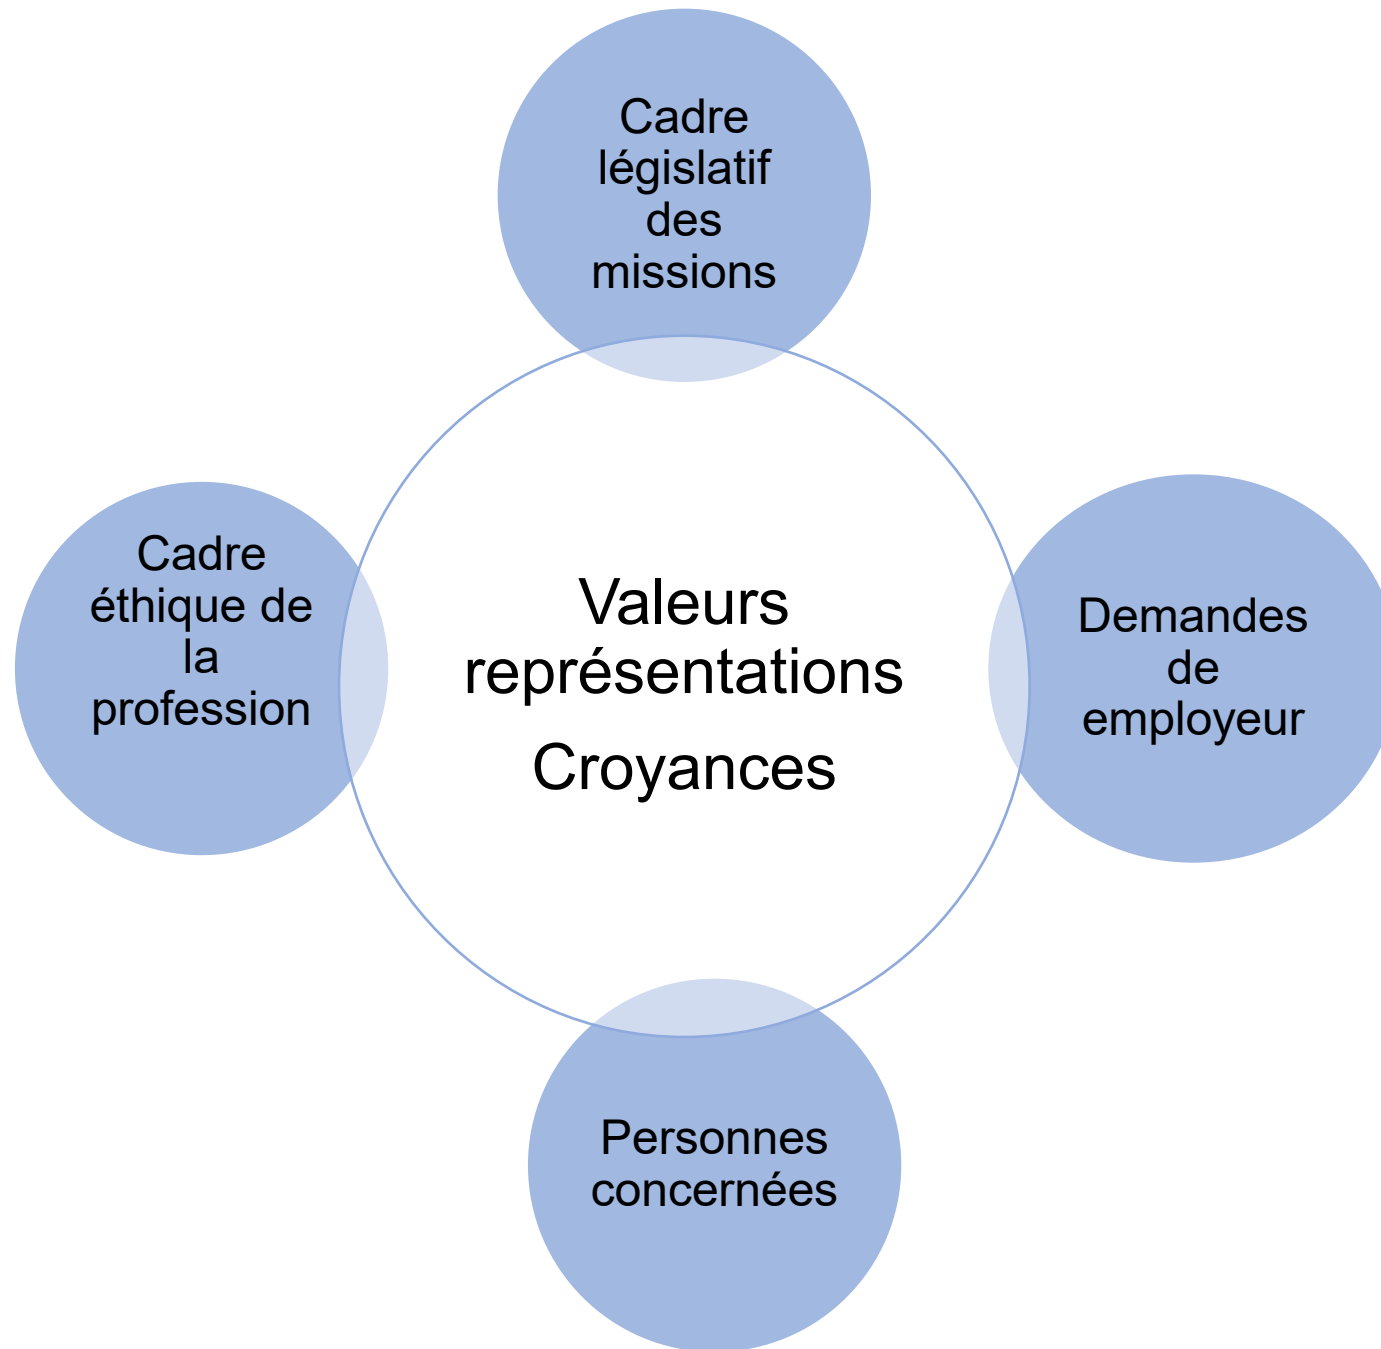 Cadre
législatif
des
missions
Cadre
éthique de
la
profession
Valeurs
représentations
Croyances
Demandes
de
employeur
Personnes
concernées